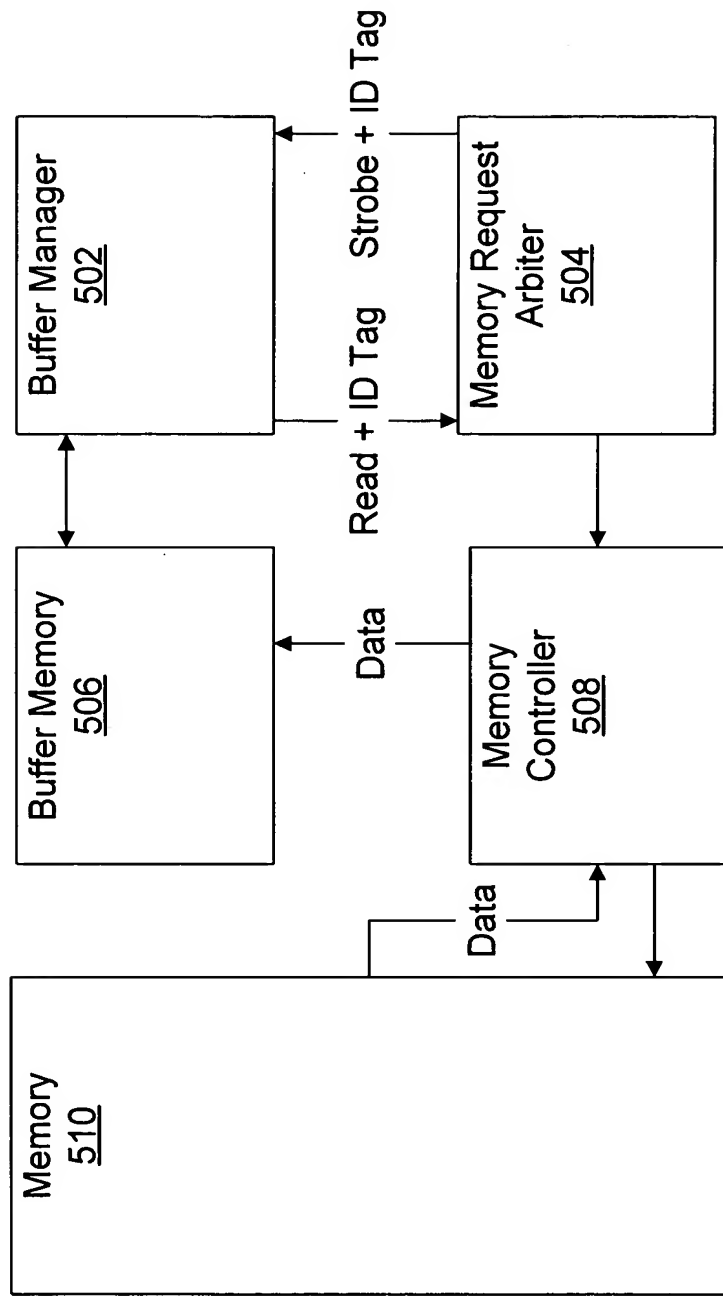 Memory
510
Data
Buffer Memory
506
Data
Memory
Controller
508
Buffer Manager
502
Read + ID Tag
Strobe + ID Tag
Memory Request
Arbiter
504